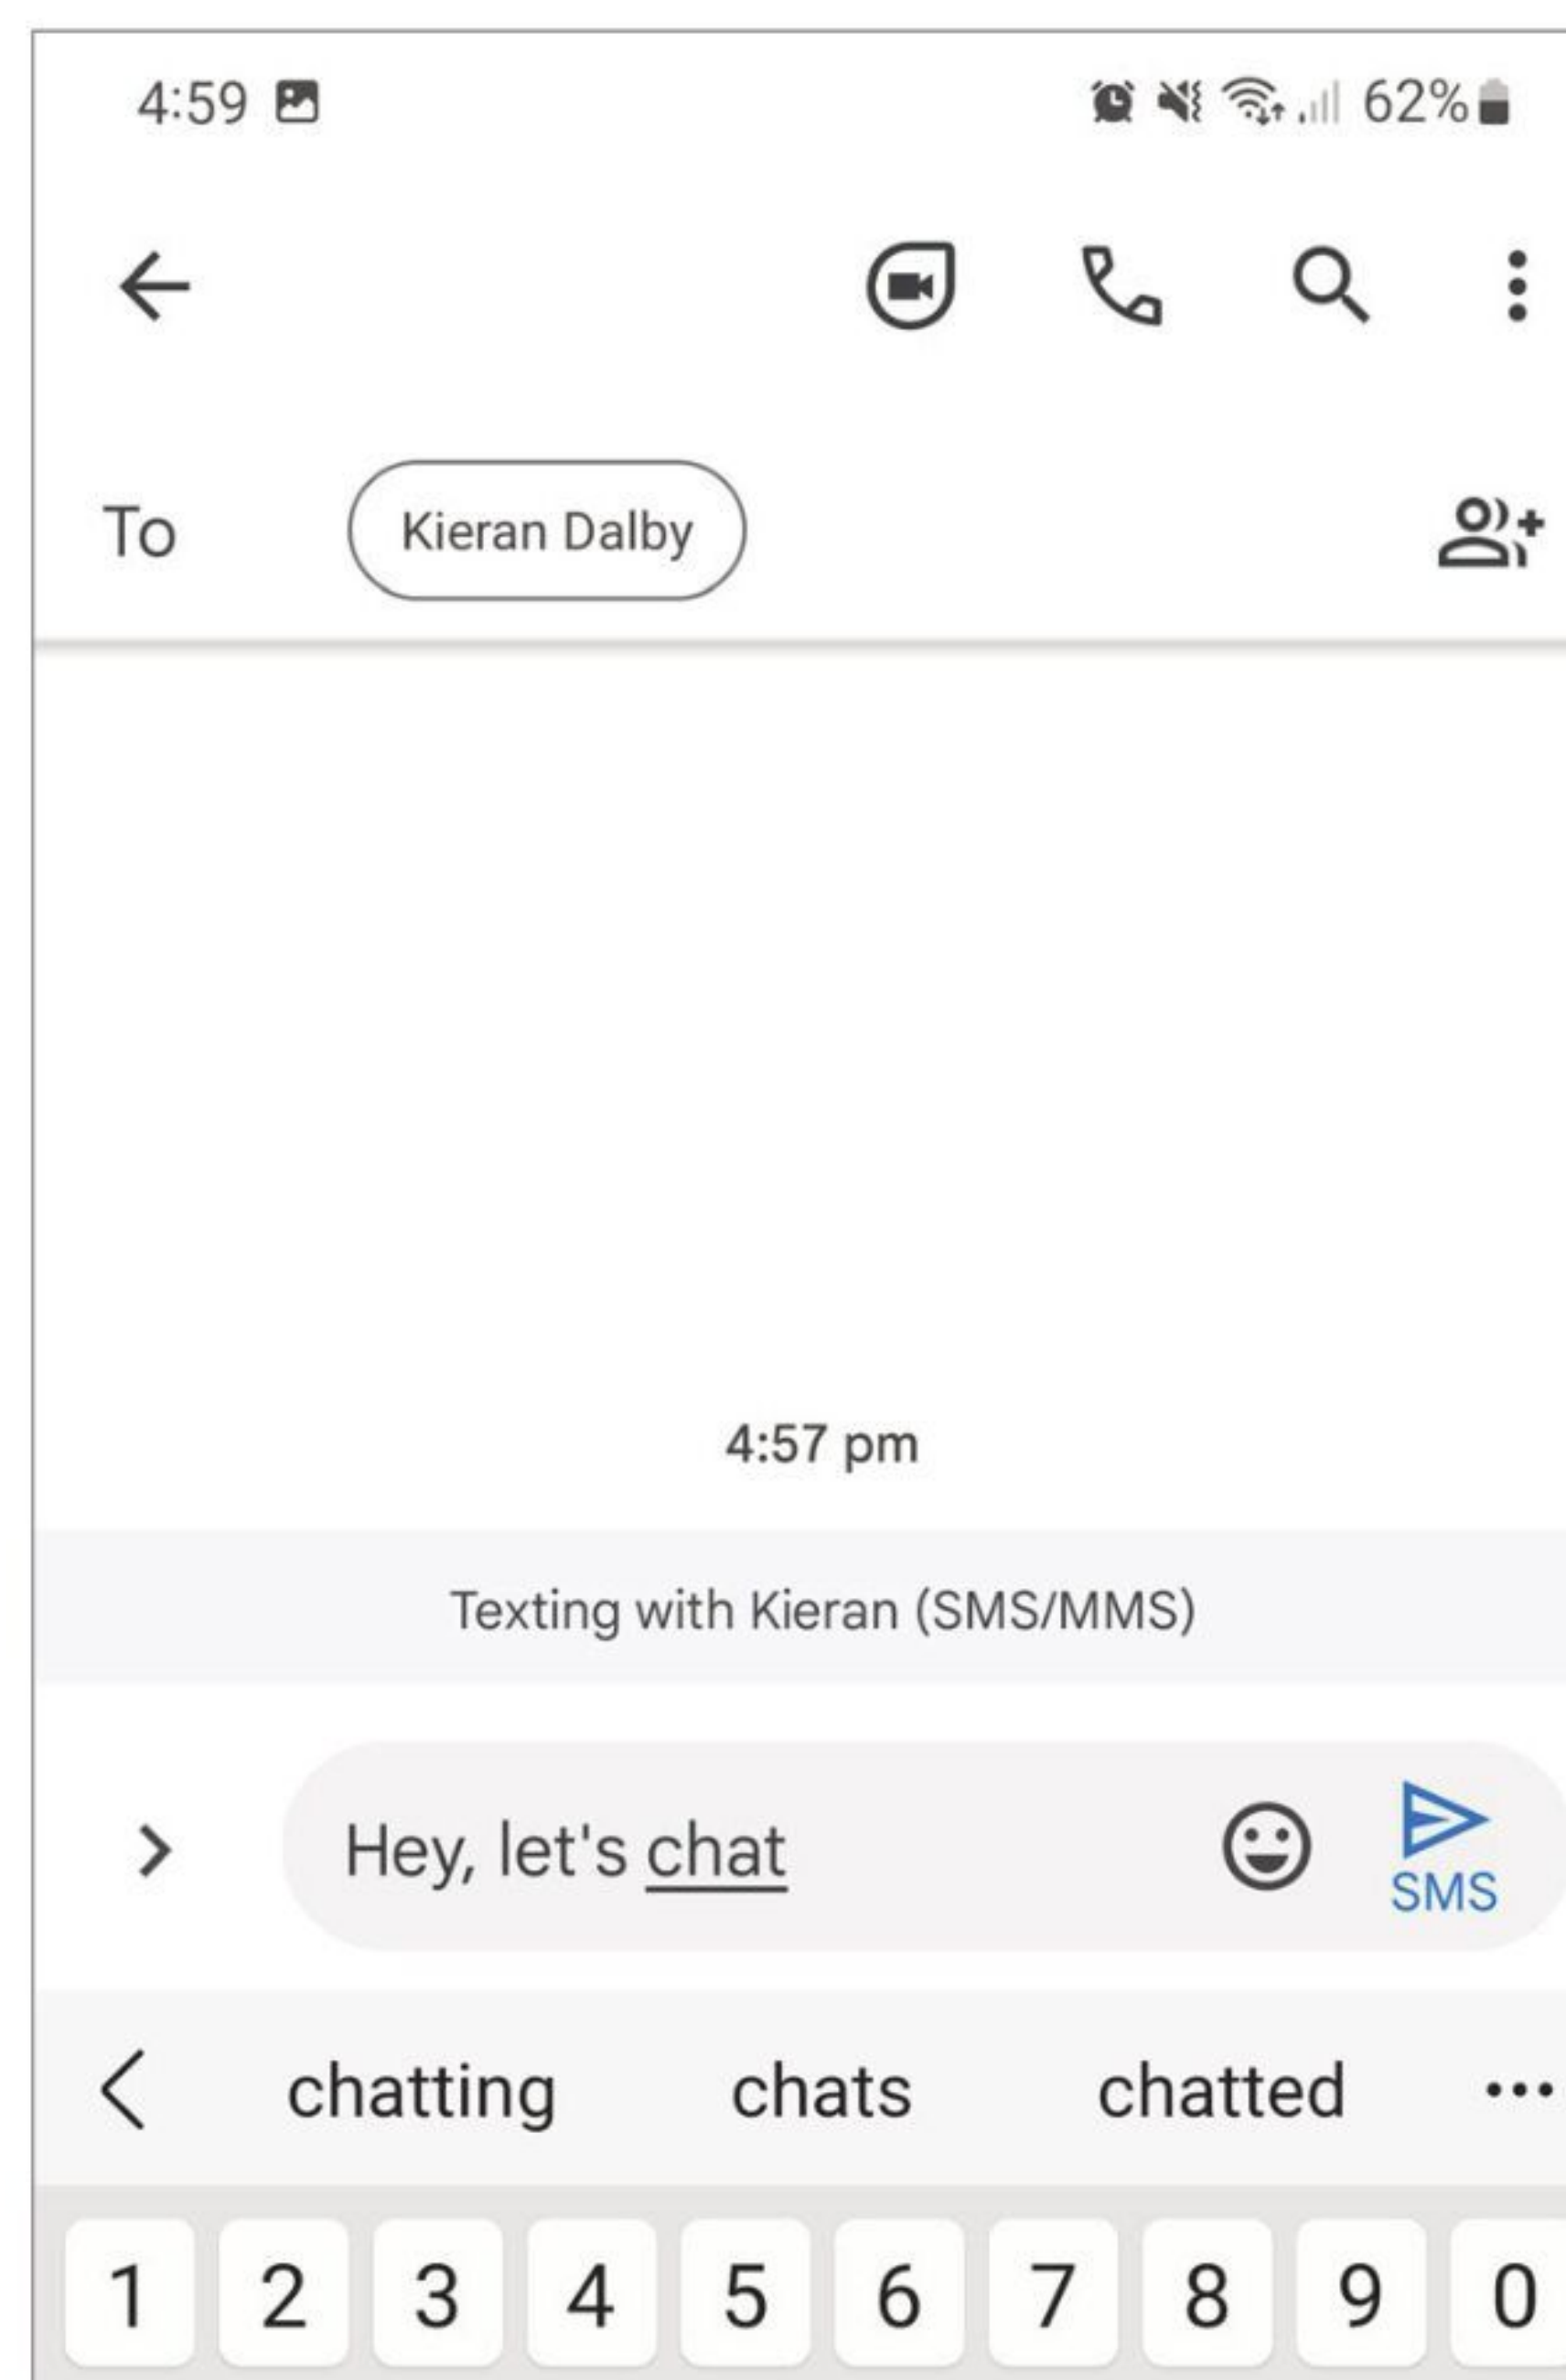 4:59 62%
To Kieran Dalby
4:57 pm
Texting with Kieran (SMS/MMS)
Hey, let's chat
SMS
chatting chats chatted
1 2 3 4 5 6 7 8 9 0